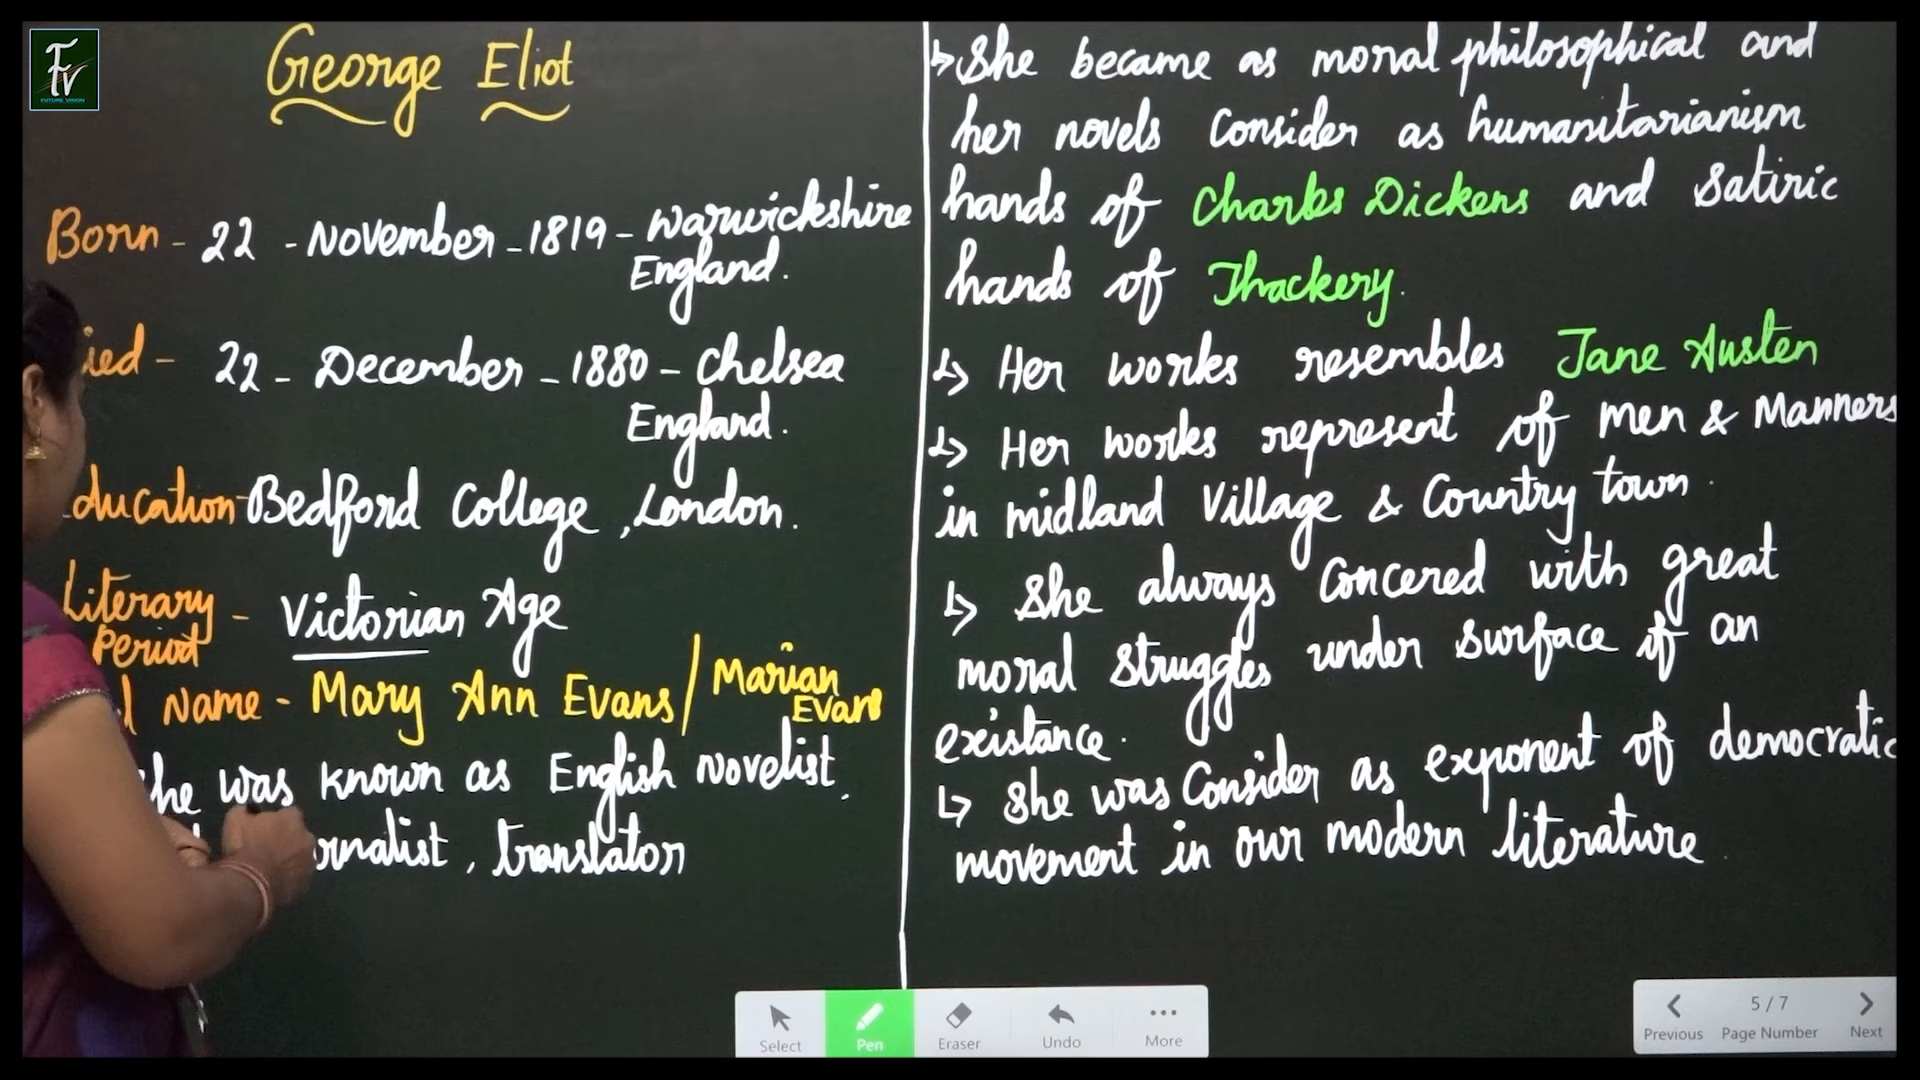 FV
FUTURE VISION
George Eliot
Born - 22 - November - 1819 - Warwickshire
England.
ied - 22 - December - 1880 - Chelsea
England.
ducation - Bedford College, London.
Literary - Victorian Age
Period
l Name - Mary Ann Evans / Marian
Evans
he was known as English Novelist,
rnalist, translator
↳ She became as moral philosophical and
her novels consider as humanitarianism
hands of Charles Dickens and Satiric
hands of Thackery.
↳ Her works resembles Jane Austen
↳ Her works represent of men & Manners
in midland Village & Country town.
↳ She always Concered with great
moral struggles under surface of an
existance.
↳ She was Consider as exponent of democratic
movement in our modern literature
Select
Pen
Eraser
Undo
More
Previous
5 / 7
Page Number
Next